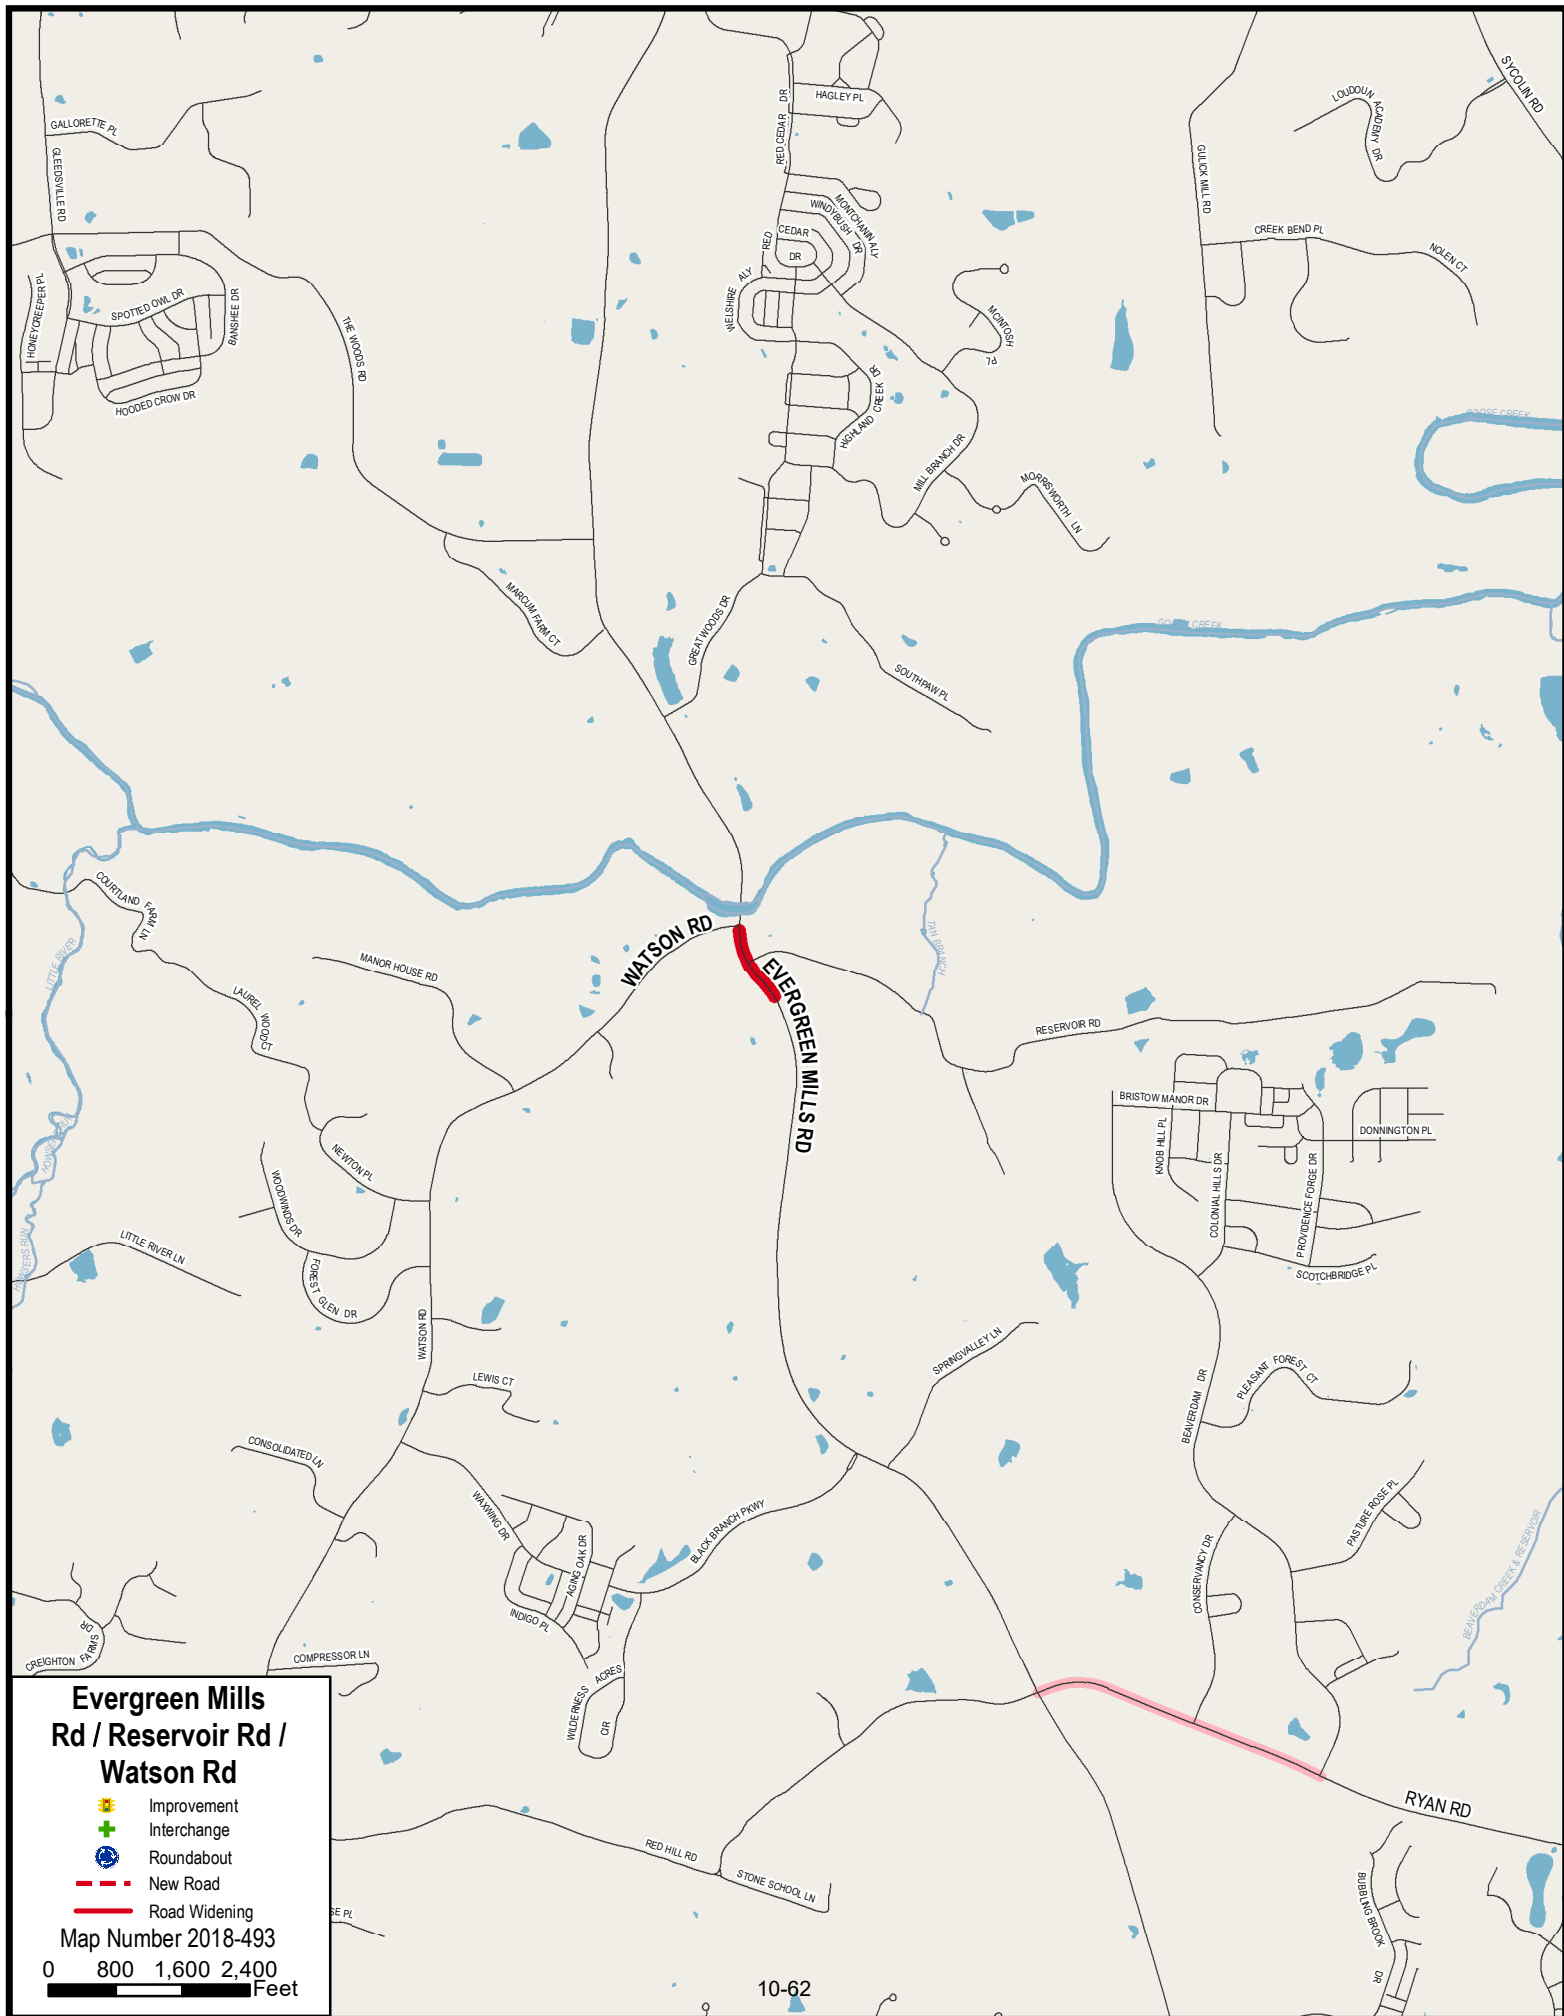 SYCOLIN RD
LOUDOUN ACADEMY DR
HAGLEY PL
RED CEDAR DR
GALLORETTE PL
GLEEDSVILLE RD
GULICK MILL RD
MONTCHANIN ALY
WINDYBUSH DR
RED CEDAR DR
CREEK BEND PL
NOLEN CT
WELSHIRE ALY
HONEYCREEPER PL
SPOTTED OWL DR
BANSHEE DR
THE WOODS RD
MCINTOSH PL
HOODED CROW DR
HIGHLAND CREEK DR
GOOSE CREEK
MILL BRANCH DR
MORRISWORTH LN
MARCUM FARM CT
GREATWOODS DR
GOOSE CREEK
SOUTHPAW PL
COURTLAND FARM LN
WATSON RD
TAN BRANCH
LITTLE RIVER
MANOR HOUSE RD
EVERGREEN MILLS RD
LAUREL WOOD CT
RESERVOIR RD
BRISTOW MANOR DR
DONNINGTON PL
KNOB HILL PL
HOWSERS RUN
NEWTON PL
WOODWINDS DR
COLONIAL HILLS DR
PROVIDENCE FORGE DR
HOWSERS RUN
LITTLE RIVER LN
FOREST GLEN DR
SCOTCHBRIDGE PL
WATSON RD
SPRINGVALLEY LN
LEWIS CT
BEAVERDAM DR
PLEASANT FOREST CT
CONSOLIDATED LN
WAXWING DR
BLACK BRANCH PKWY
PASTURE ROSE PL
AGING OAK DR
CONSERVANCY DR
BEAVERDAM CREEK & RESERVOIR
INDIGO PL
CREIGHTON FARMS DR
COMPRESSOR LN
WILDERNESS ACRES CIR
RYAN RD
RED HILL RD
STONE SCHOOL LN
BUBBLING BROOK DR
SE PL
Evergreen Mills
Rd / Reservoir Rd /
Watson Rd
Improvement
Interchange
Roundabout
New Road
Road Widening
Map Number 2018-493
0 800 1,600 2,400
Feet
10-62